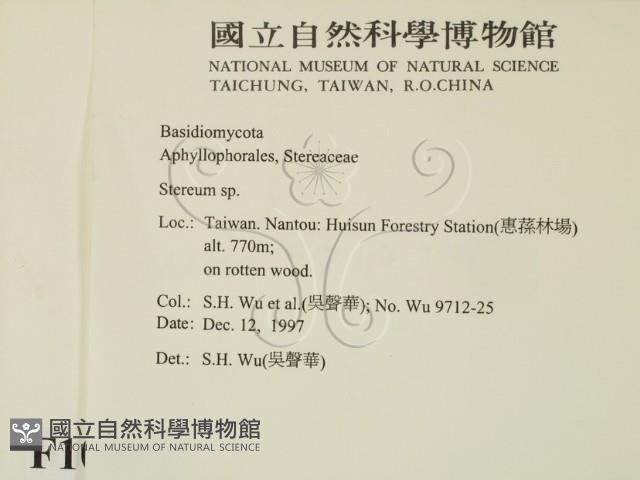 國立自然科學博物館
NATIONAL MUSEUM OF NATURAL SCIENCE
TAICHUNG, TAIWAN, R.O.CHINA
Basidiomycota
Aphyllophorales, Stereaceae
Stereum sp.
Loc.: Taiwan. Nantou: Huisun Forestry Station(惠蓀林場)
alt. 770m;
on rotten wood.
Col.: S.H. Wu et al.(吳聲華); No. Wu 9712-25
Date: Dec. 12, 1997
Det.: S.H. Wu(吳聲華)
國立自然科學博物館
NATIONAL MUSEUM OF NATURAL SCIENCE